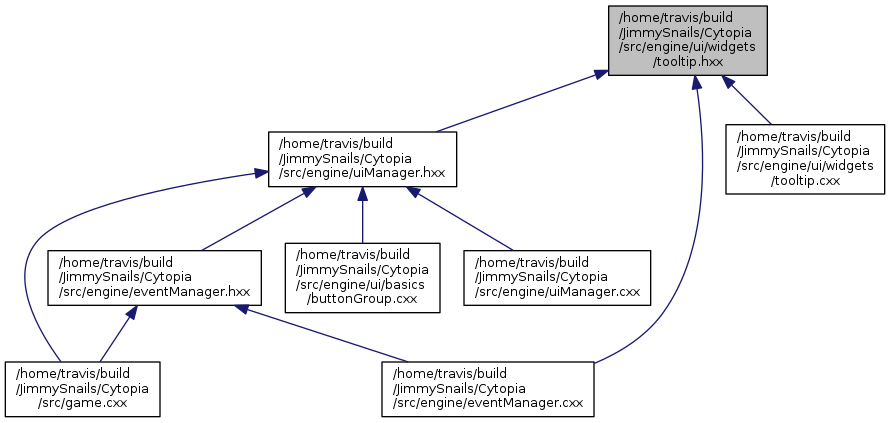 /home/travis/build
/JimmySnails/Cytopia
/src/engine/ui/widgets
/tooltip.hxx
/home/travis/build
/JimmySnails/Cytopia
/src/engine/uiManager.hxx
/home/travis/build
/JimmySnails/Cytopia
/src/engine/ui/widgets
/tooltip.cxx
/home/travis/build
/JimmySnails/Cytopia
/src/engine/eventManager.hxx
/home/travis/build
/JimmySnails/Cytopia
/src/engine/ui/basics
/buttonGroup.cxx
/home/travis/build
/JimmySnails/Cytopia
/src/engine/uiManager.cxx
/home/travis/build
/JimmySnails/Cytopia
/src/game.cxx
/home/travis/build
/JimmySnails/Cytopia
/src/engine/eventManager.cxx